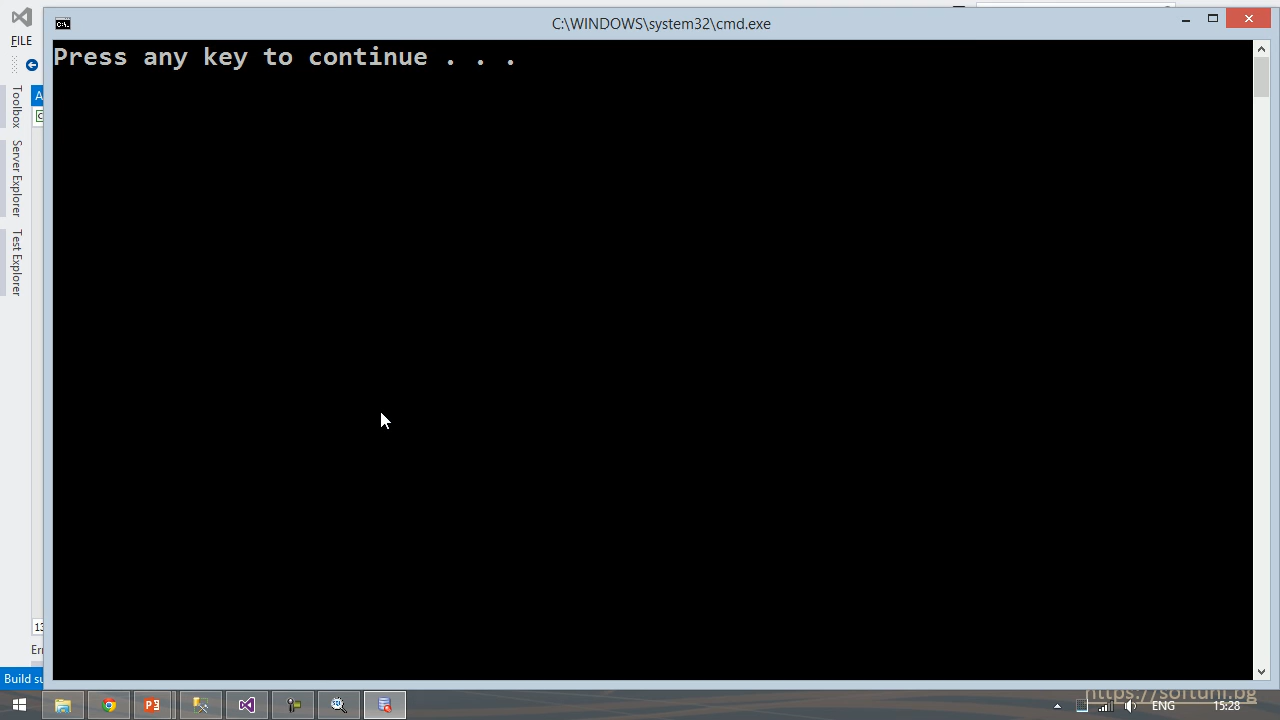 C:\WINDOWS\system32\cmd.exe
FILE
Press any key to continue . . .
Toolbox
Server Explorer
Test Explorer
Build su
https://softuni.bg
ENG
15:28